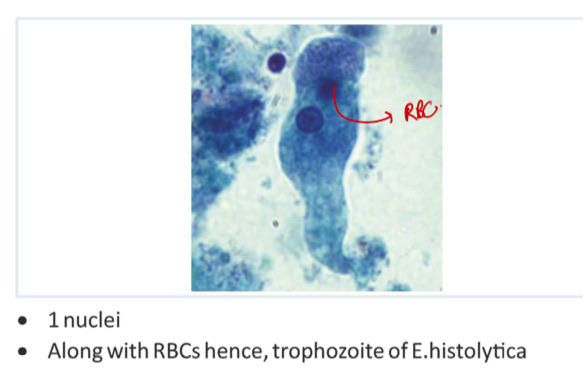 RBC.
• 1 nuclei
• Along with RBCs hence, trophozoite of E.histolytica